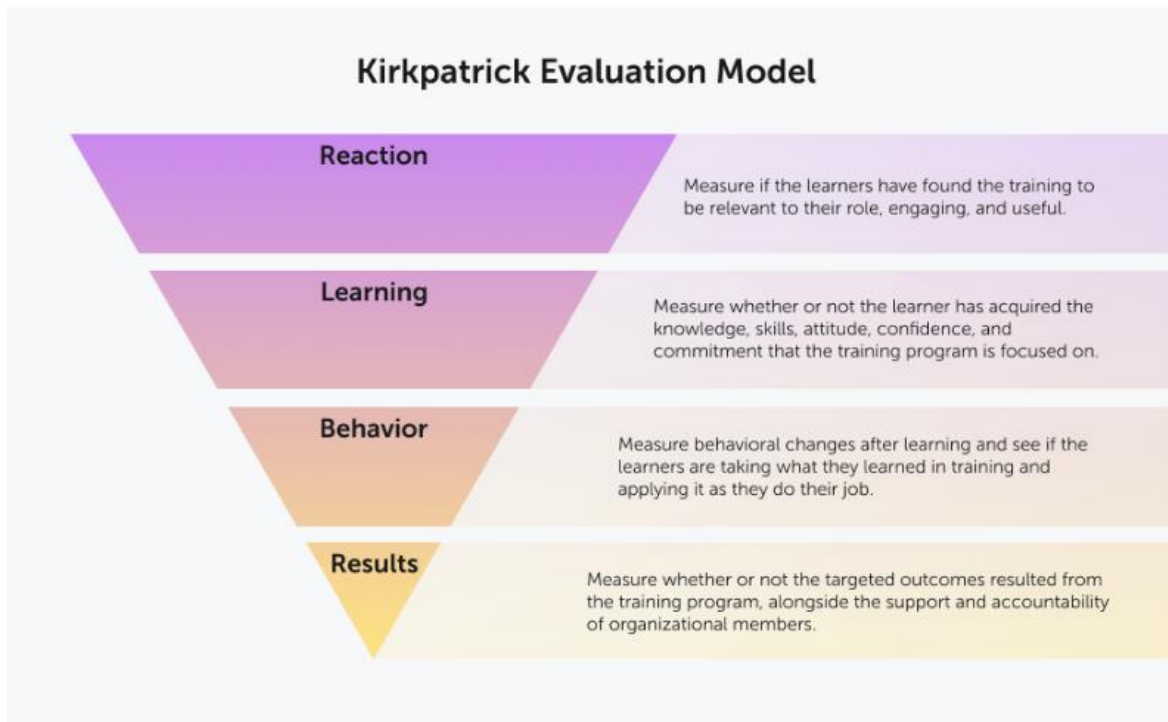 Kirkpatrick Evaluation Model
Reaction
Measure if the learners have found the training to
be relevant to their role, engaging, and useful.
Learning
Measure whether or not the learner has acquired the
knowledge, skills, attitude, confidence, and
commitment that the training program is focused on.
Behavior
Measure behavioral changes after learning and see if the
learners are taking what they learned in training and
applying it as they do their job.
Results
Measure whether or not the targeted outcomes resulted from
the training program, alongside the support and accountability
of organizational members.